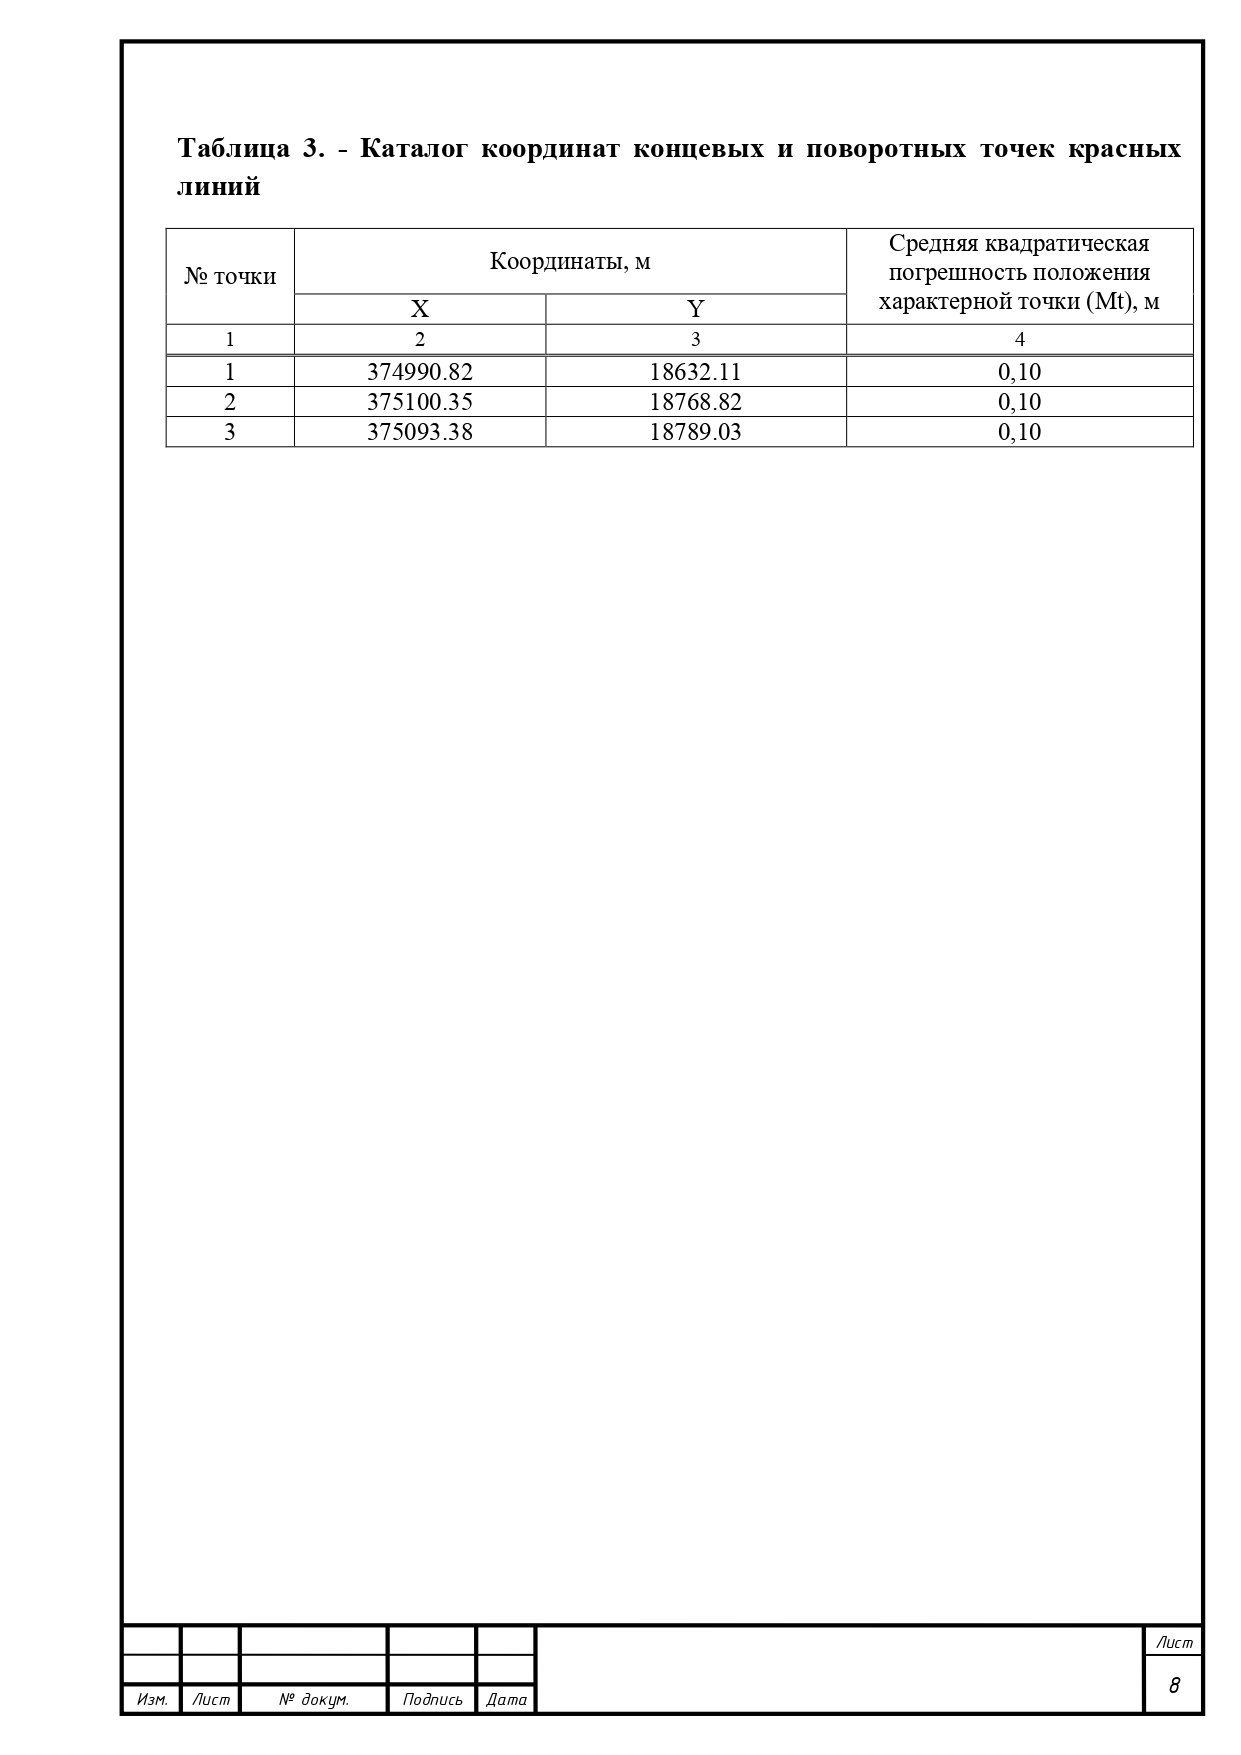 Таблица 3. - Каталог координат концевых и поворотных точек красных
линий
№ точки
Координаты, м
Средняя квадратическая
погрешность положения
характерной точки (Mt), м
X Y
1 2 3 4
1 374990.82 18632.11 0,10
2 375100.35 18768.82 0,10
3 375093.38 18789.03 0,10
Лист
8
Изм. Лист № докум. Подпись Дата